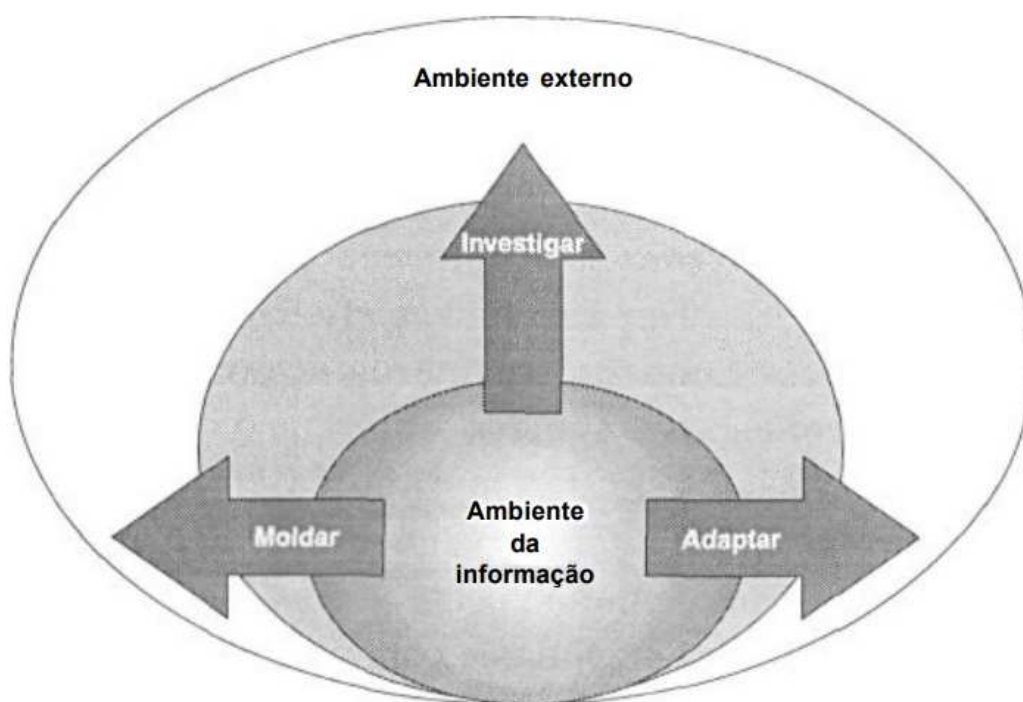 Ambiente externo
Investigar
Moldar
Ambiente
da
informação
Adaptar